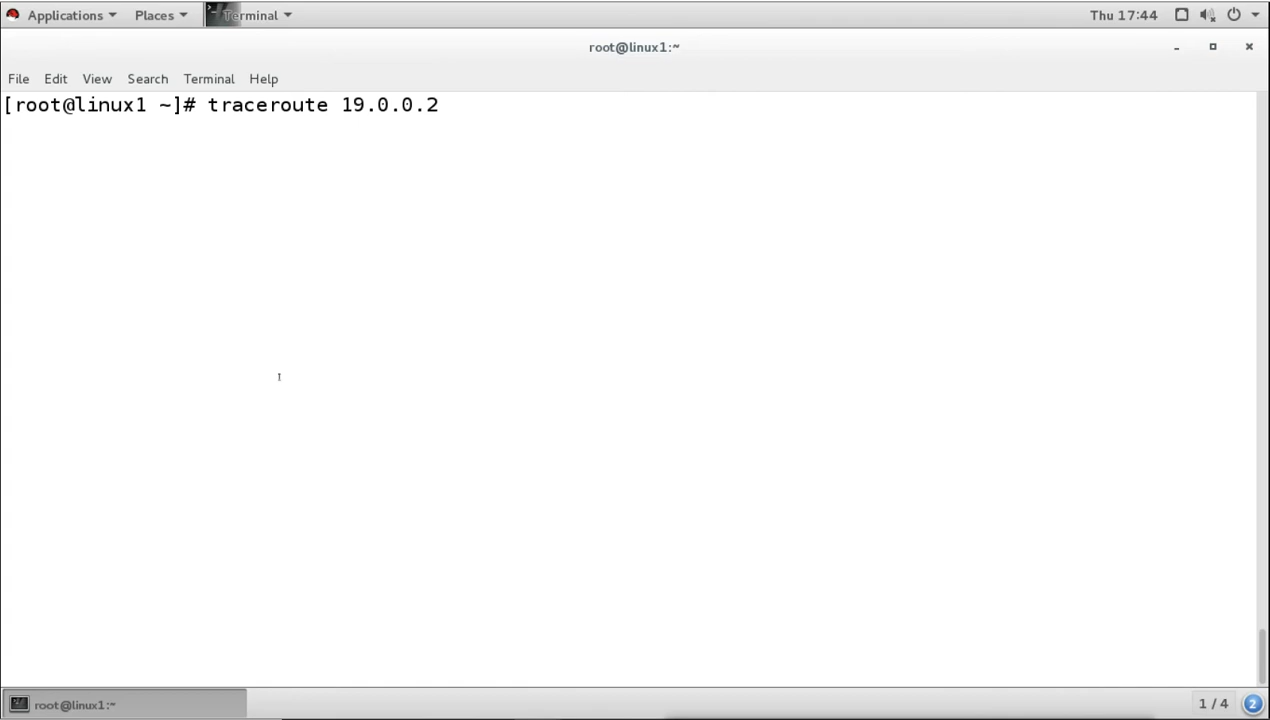 Applications Places Terminal Thu 17:44
root@linux1:~
File Edit View Search Terminal Help
[root@linux1 ~]# traceroute 19.0.0.2
root@linux1:~ 1 / 4 2